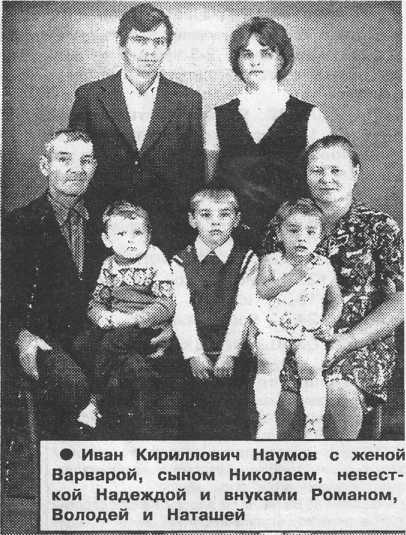 ● Иван Кириллович Наумов с женой
Варварой, сыном Николаем, невест-
кой Надеждой и внуками Романом,
Володей и Наташей